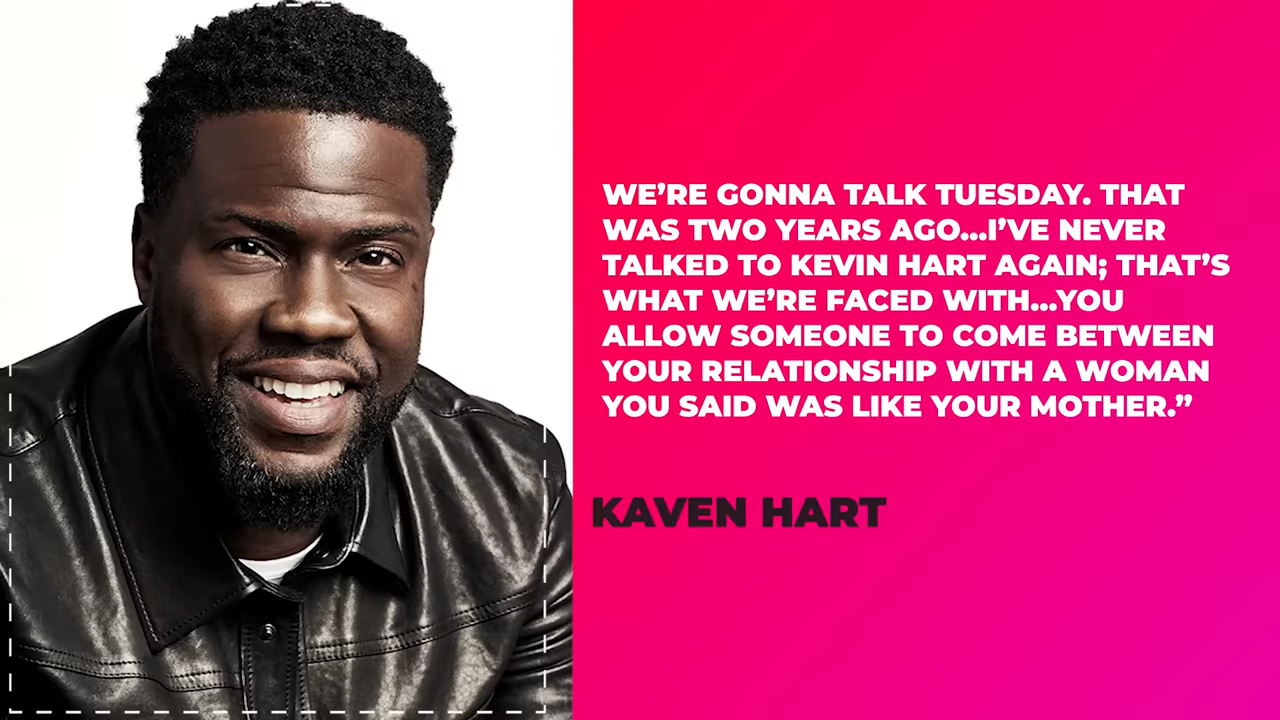 WE’RE GONNA TALK TUESDAY. THAT
WAS TWO YEARS AGO...I’VE NEVER
TALKED TO KEVIN HART AGAIN; THAT’S
WHAT WE’RE FACED WITH...YOU
ALLOW SOMEONE TO COME BETWEEN
YOUR RELATIONSHIP WITH A WOMAN
YOU SAID WAS LIKE YOUR MOTHER.”
KAVEN HART